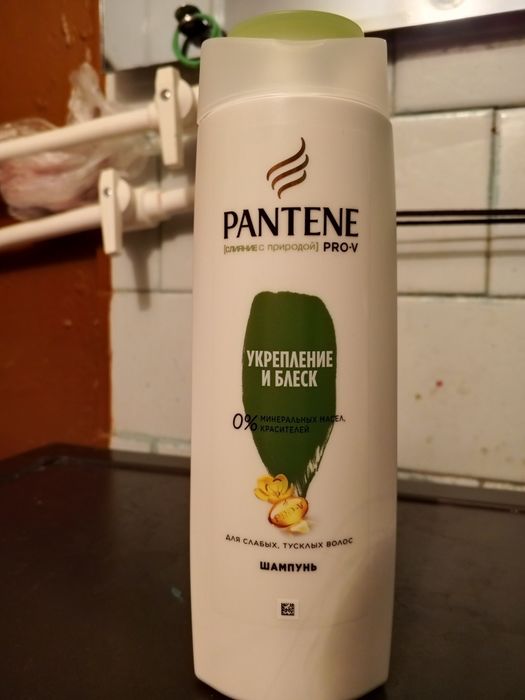 PANTENE
[слияние с природой] PRO-V
УКРЕПЛЕНИЕ
И БЛЕСК
0% МИНЕРАЛЬНЫХ МАСЕЛ,
КРАСИТЕЛЕЙ
ДЛЯ СЛАБЫХ, ТУСКЛЫХ ВОЛОС
ШАМПУНЬ